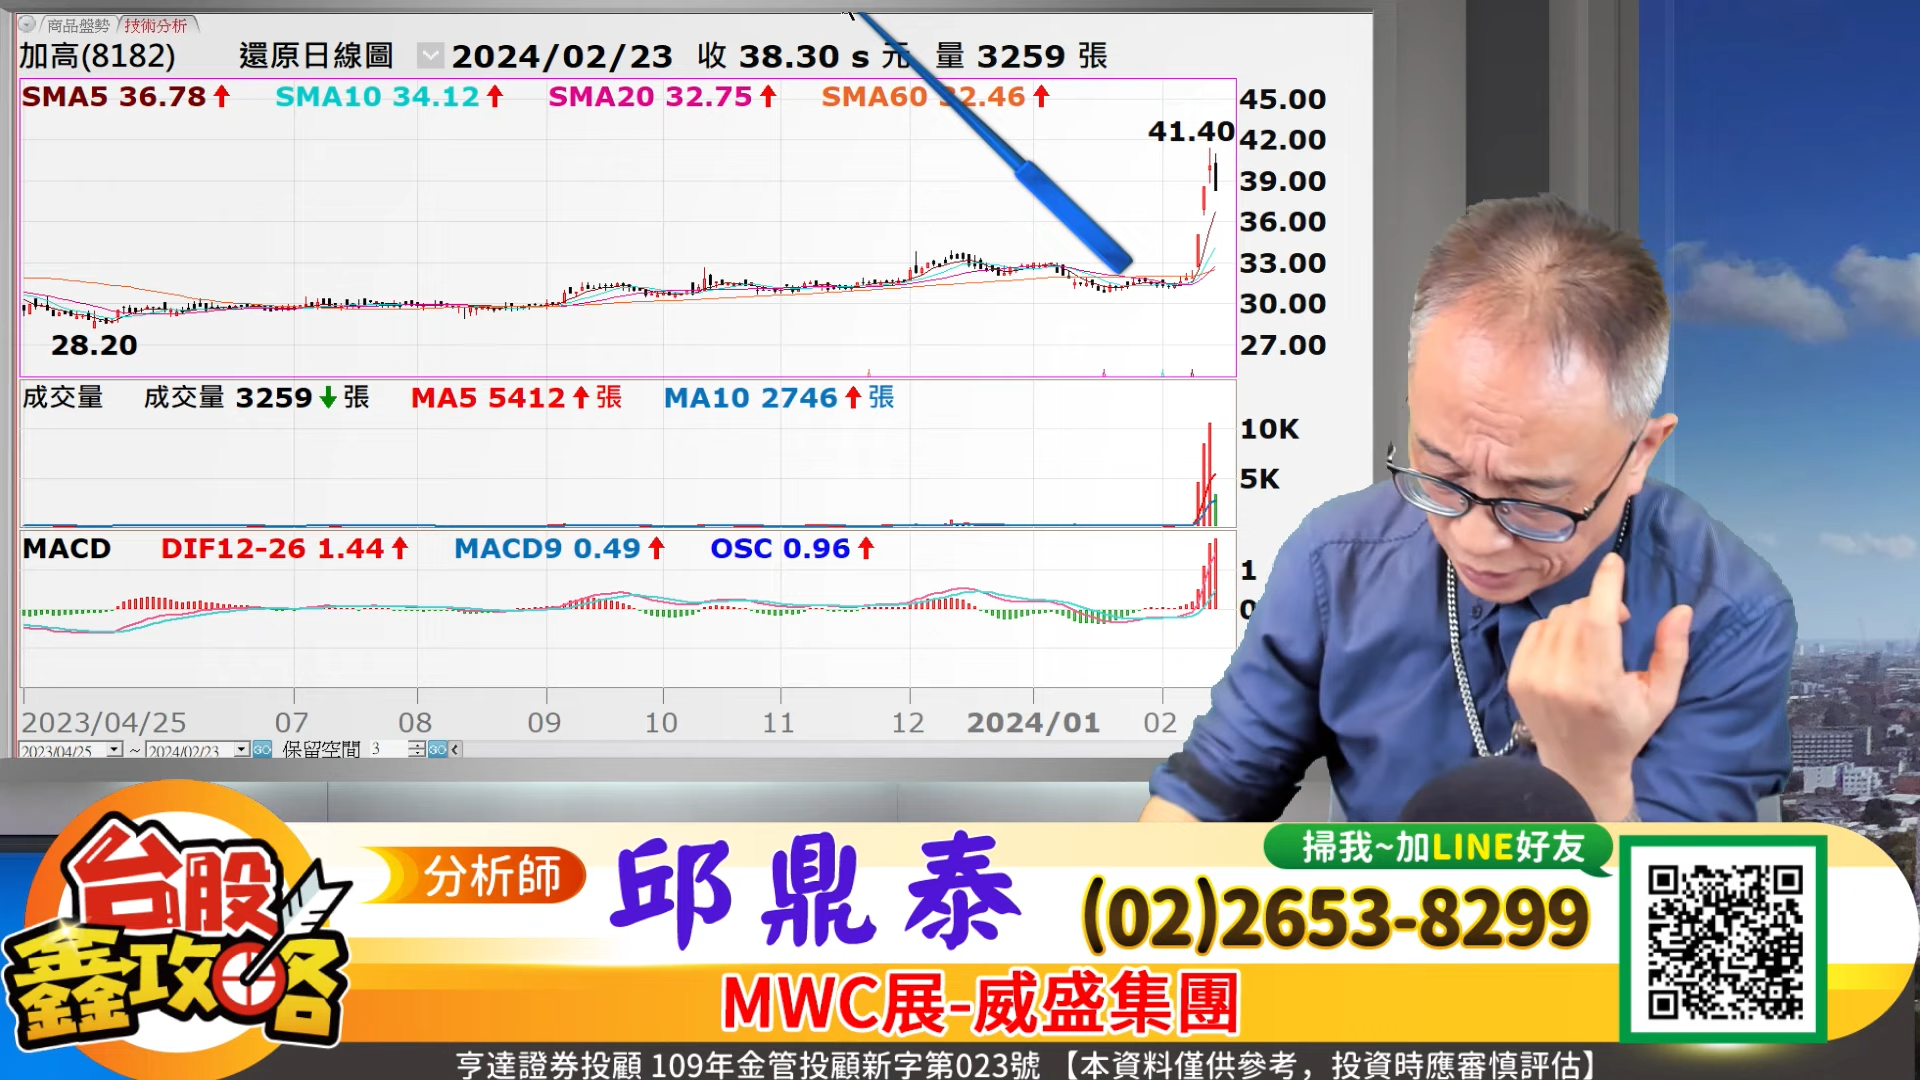 商品盤勢 技術分析
加高(8182) 還原日線圖 2024/02/23 收 38.30 s 元 量 3259 張
SMA5 36.78 SMA10 34.12 SMA20 32.75 SMA60 32.46
45.00
41.40 42.00
39.00
36.00
33.00
30.00
28.20 27.00
成交量 成交量 3259 張 MA5 5412 張 MA10 2746 張
10K
5K
MACD DIF12-26 1.44 MACD9 0.49 OSC 0.96
1
0
2023/04/25 07 08 09 10 11 12 2024/01 02
2023/04/25 ~ 2024/02/23 GO 保留空間 3 GO
台股
鑫攻略
分析師 邱鼎泰
掃我~加LINE好友
(02)2653-8299
MWC展-威盛集團
亨達證券投顧 109年金管投顧新字第023號 【本資料僅供參考，投資時應審慎評估】